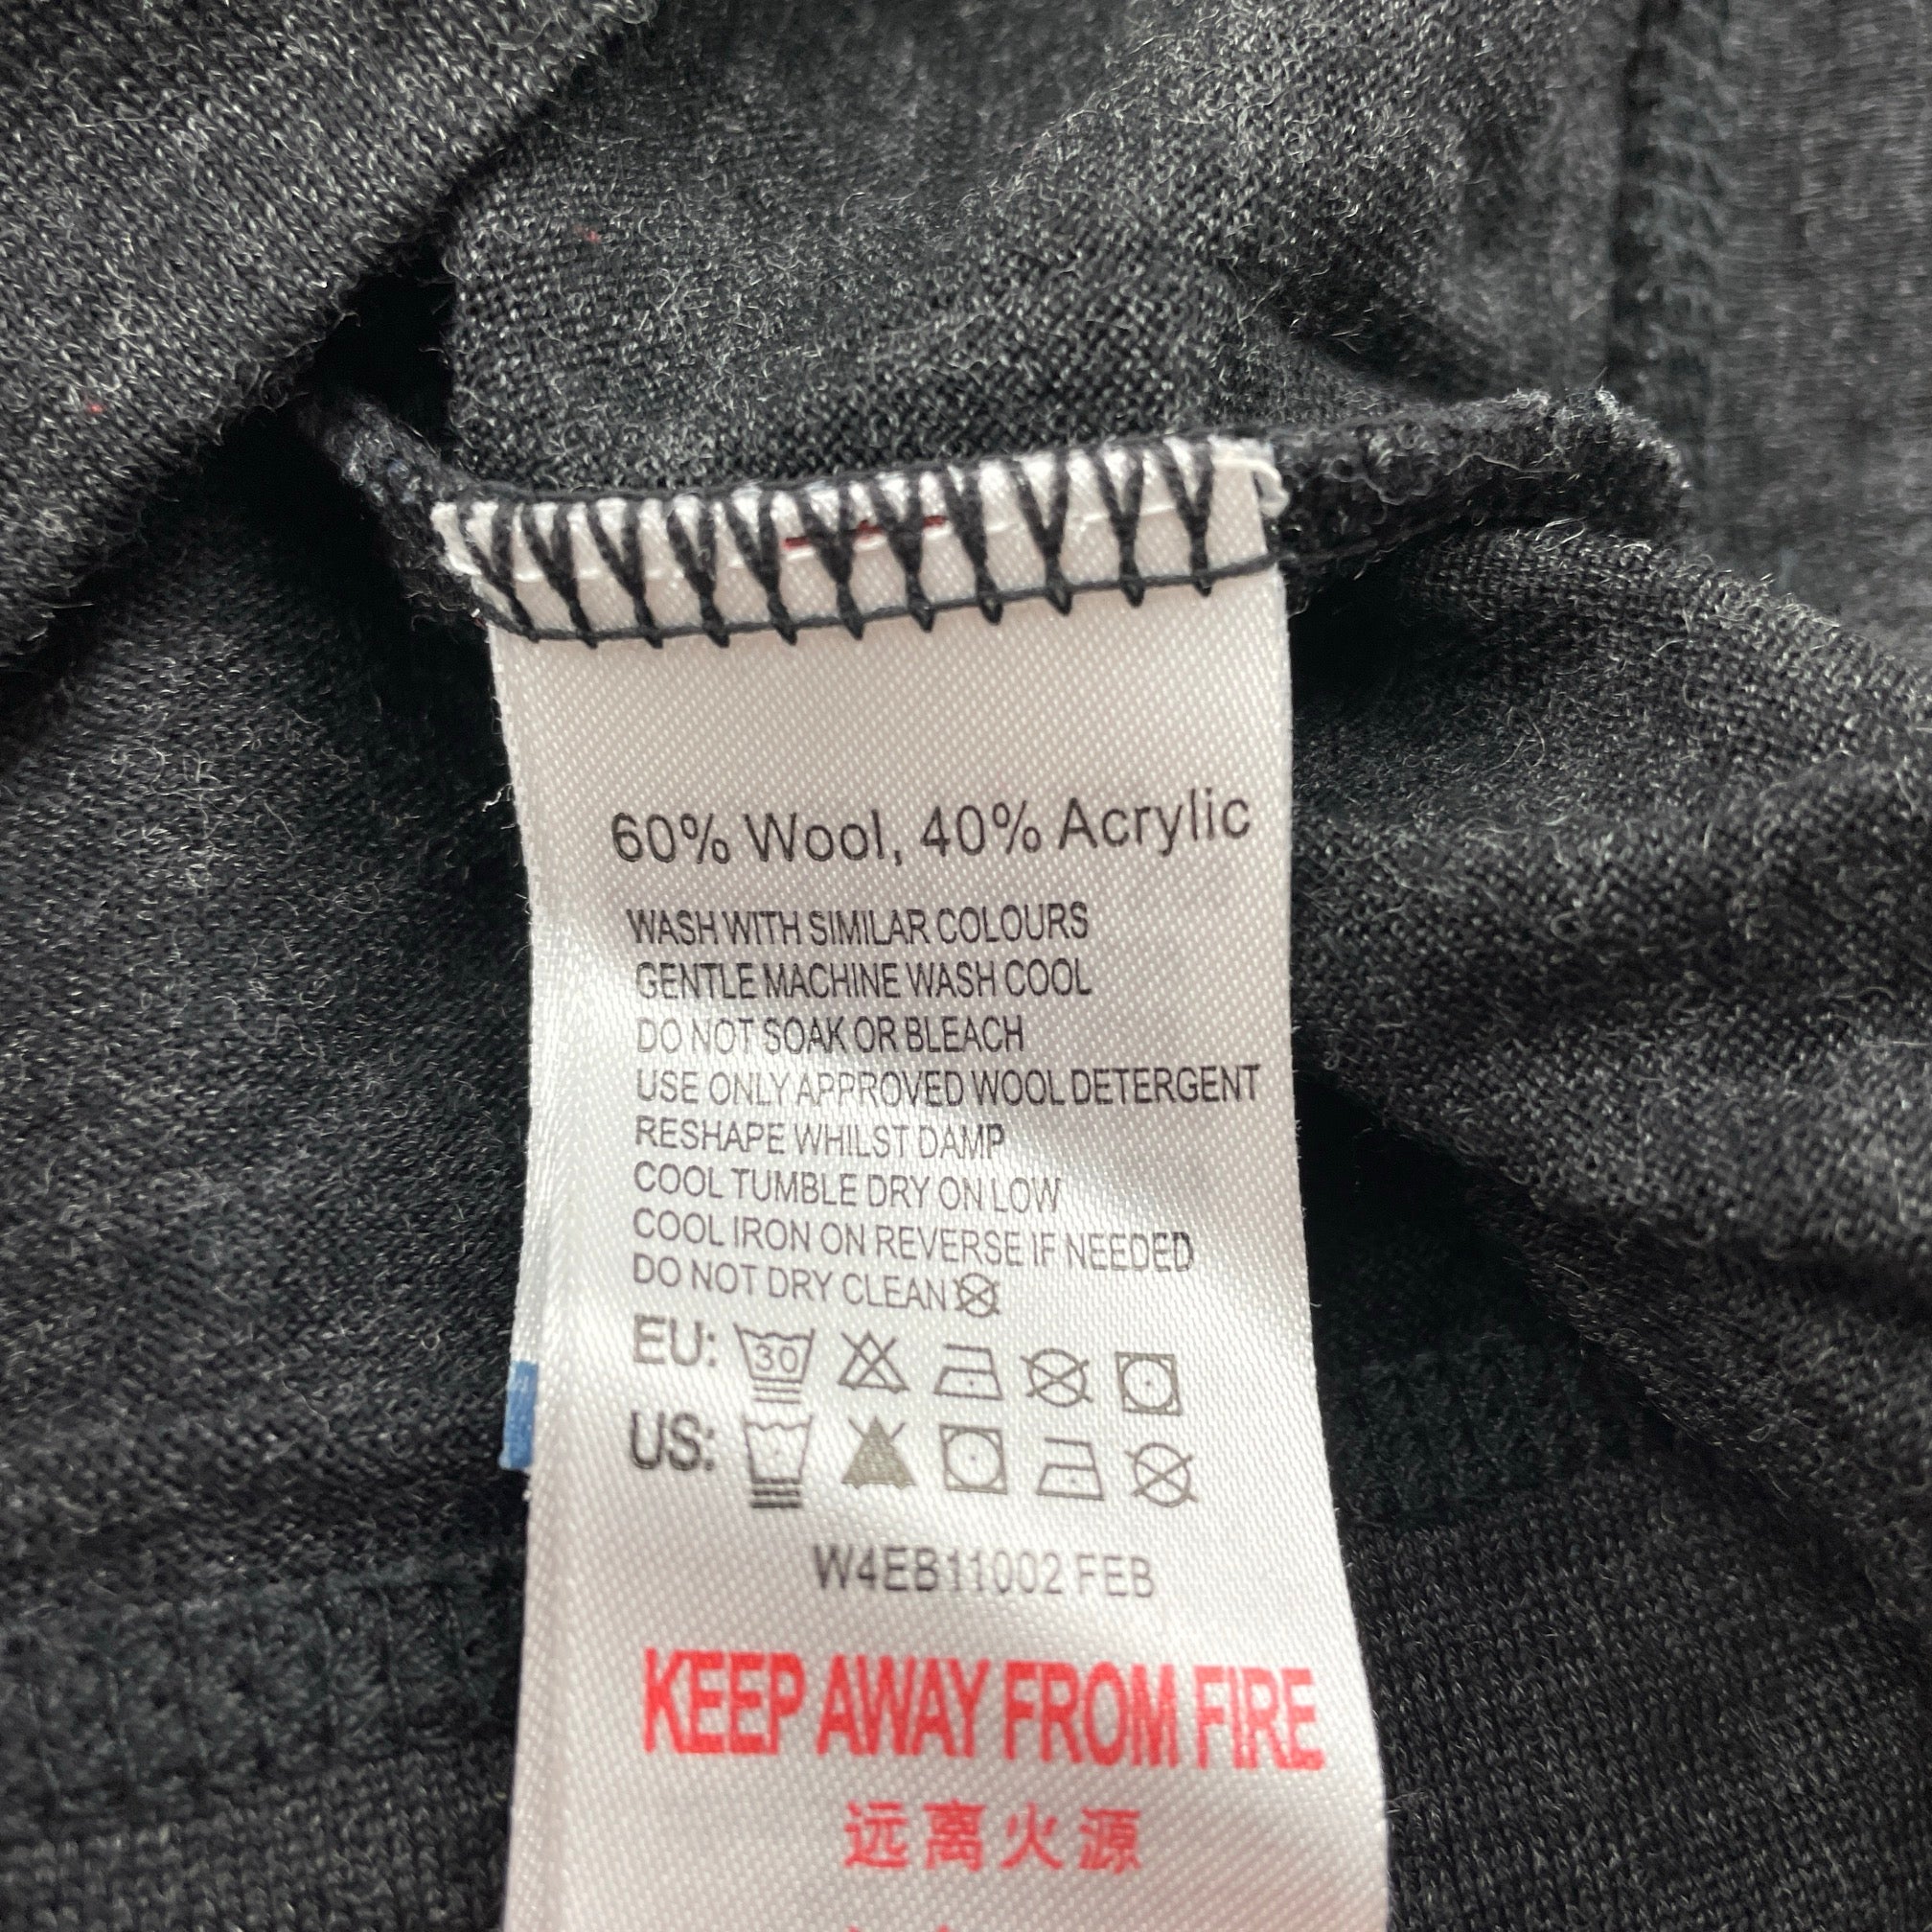 60% Wool, 40% Acrylic
WASH WITH SIMILAR COLOURS
GENTLE MACHINE WASH COOL
DO NOT SOAK OR BLEACH
USE ONLY APPROVED WOOL DETERGENT
RESHAPE WHILST DAMP
COOL TUMBLE DRY ON LOW
COOL IRON ON REVERSE IF NEEDED
DO NOT DRY CLEAN
EU: 30
US:
W4EB11002 FEB
KEEP AWAY FROM FIRE
远离火源